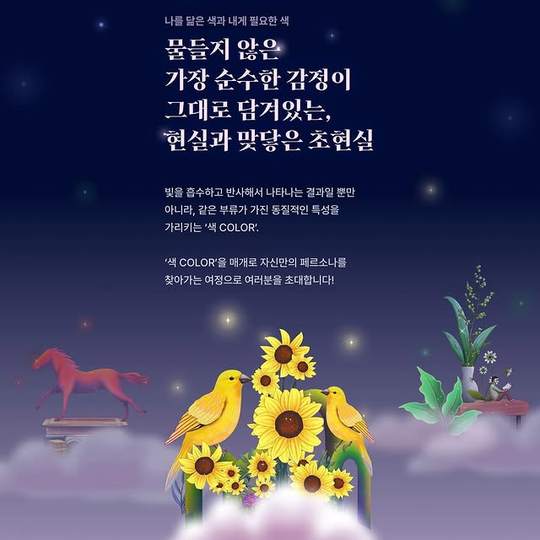 나를 닮은 색과 내게 필요한 색
물들지 않은
가장 순수한 감정이
그대로 담겨있는,
현실과 맞닿은 초현실
빛을 흡수하고 반사해서 나타나는 결과일 뿐만
아니라, 같은 부류가 가진 동질적인 특성을
가리키는 ‘색 COLOR’.
‘색 COLOR’을 매개로 자신만의 페르소나를
찾아가는 여정으로 여러분을 초대합니다!